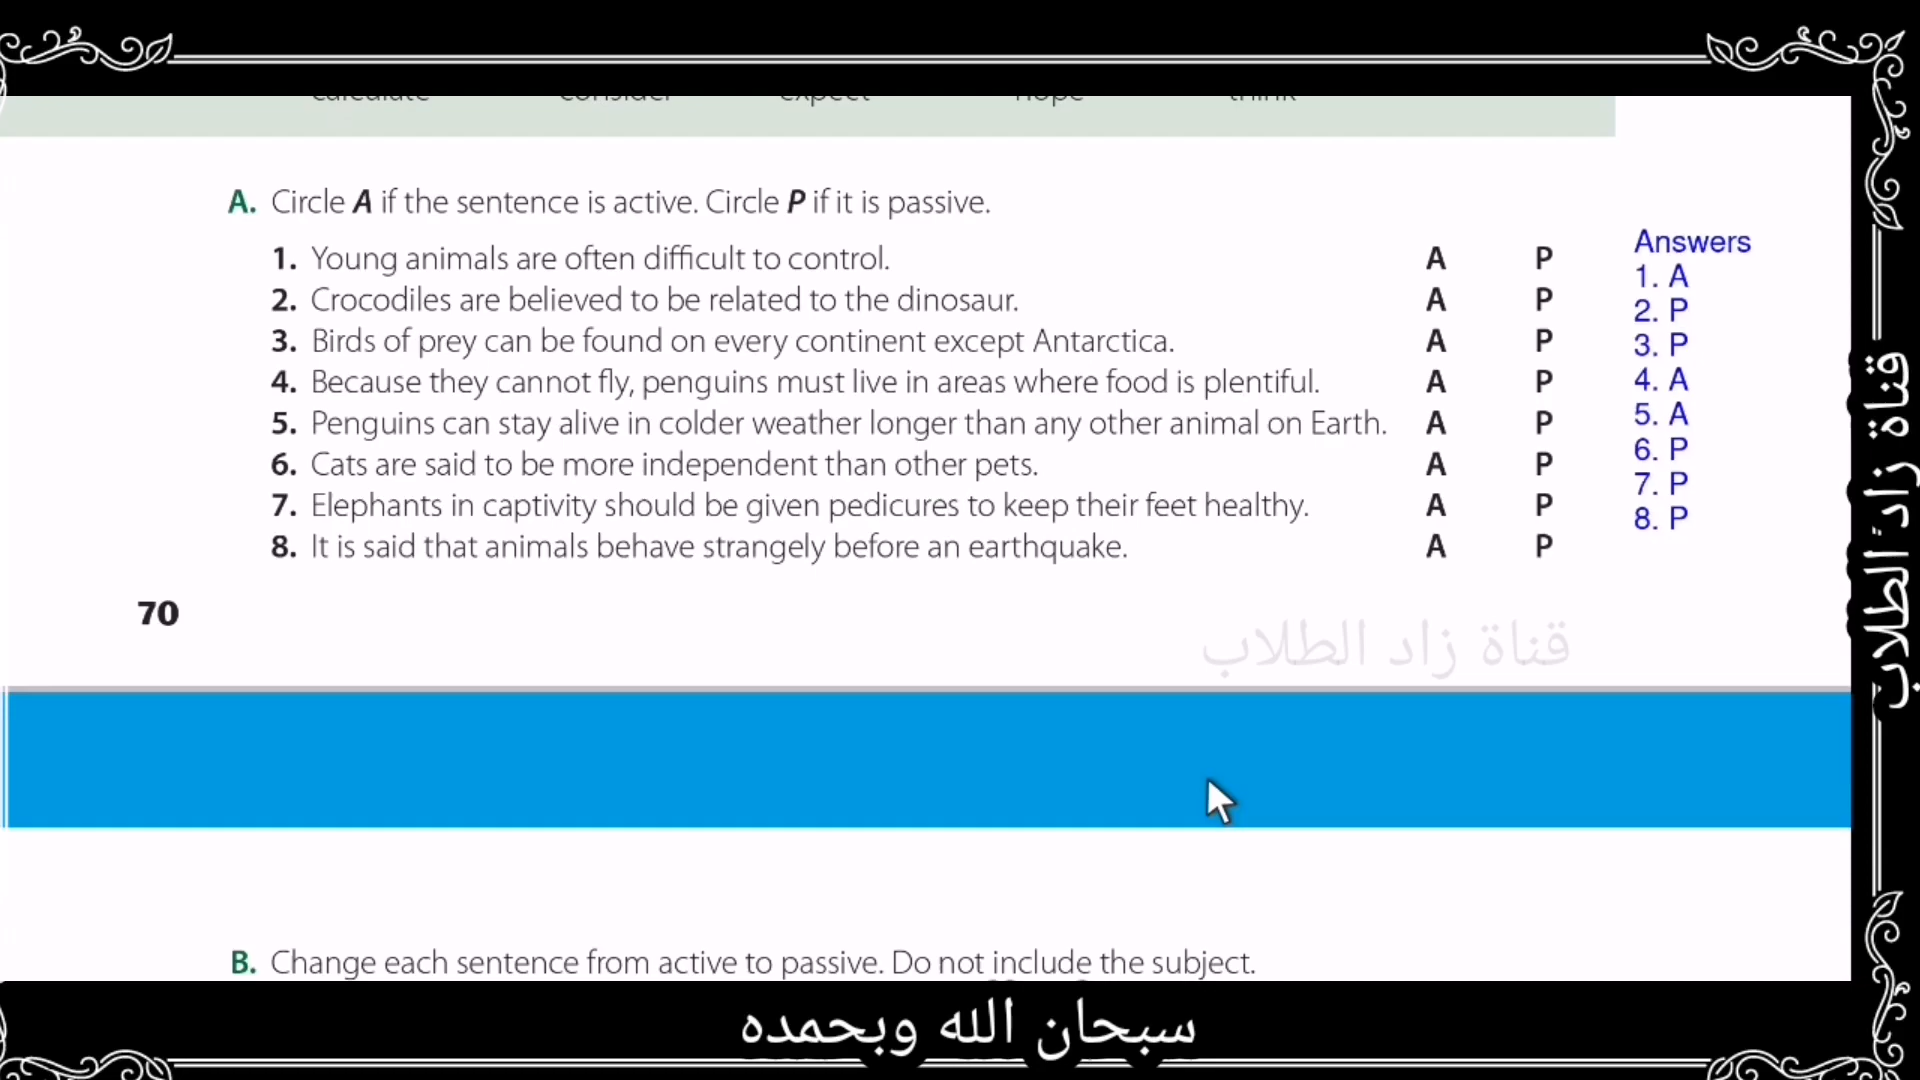 calculate consider expect hope think
A. Circle A if the sentence is active. Circle P if it is passive.
1. Young animals are often difficult to control. A P
2. Crocodiles are believed to be related to the dinosaur. A P
3. Birds of prey can be found on every continent except Antarctica. A P
4. Because they cannot fly, penguins must live in areas where food is plentiful. A P
5. Penguins can stay alive in colder weather longer than any other animal on Earth. A P
6. Cats are said to be more independent than other pets. A P
7. Elephants in captivity should be given pedicures to keep their feet healthy. A P
8. It is said that animals behave strangely before an earthquake. A P
Answers
1. A
2. P
3. P
4. A
5. A
6. P
7. P
8. P
70
قناة زاد الطلاب
قناة زاد الطلاب
B. Change each sentence from active to passive. Do not include the subject.
سبحان الله وبحمده